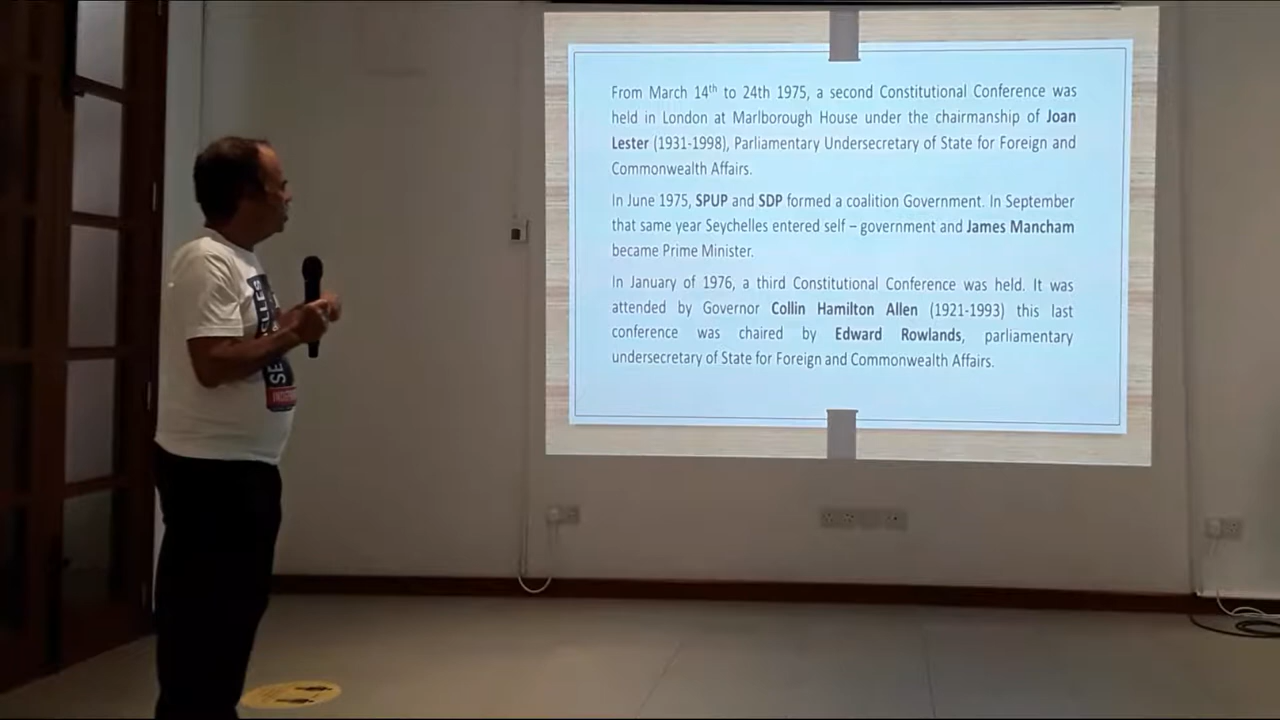 From March 14th to 24th 1975, a second Constitutional Conference was
held in London at Marlborough House under the chairmanship of Joan
Lester (1931-1998), Parliamentary Undersecretary of State for Foreign and
Commonwealth Affairs.
In June 1975, SPUP and SDP formed a coalition Government. In September
that same year Seychelles entered self – government and James Mancham
became Prime Minister.
In January of 1976, a third Constitutional Conference was held. It was
attended by Governor Collin Hamilton Allen (1921-1993) this last
conference was chaired by Edward Rowlands, parliamentary
undersecretary of State for Foreign and Commonwealth Affairs.